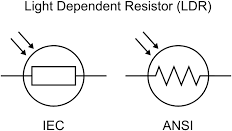 Light Dependent Resistor (LDR)
IEC
ANSI